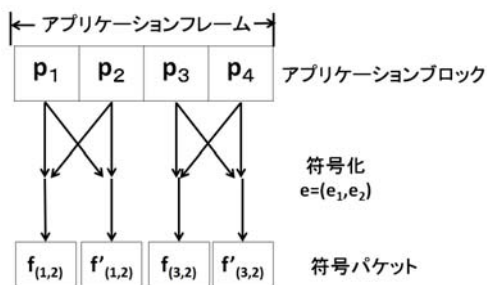 アプリケーションフレーム
p₁ p₂ p₃ p₄ アプリケーションブロック
符号化
e=(e₁,e₂)
f₍₁,₂₎ f'₍₁,₂₎ f₍₃,₂₎ f'₍₃,₂₎ 符号パケット